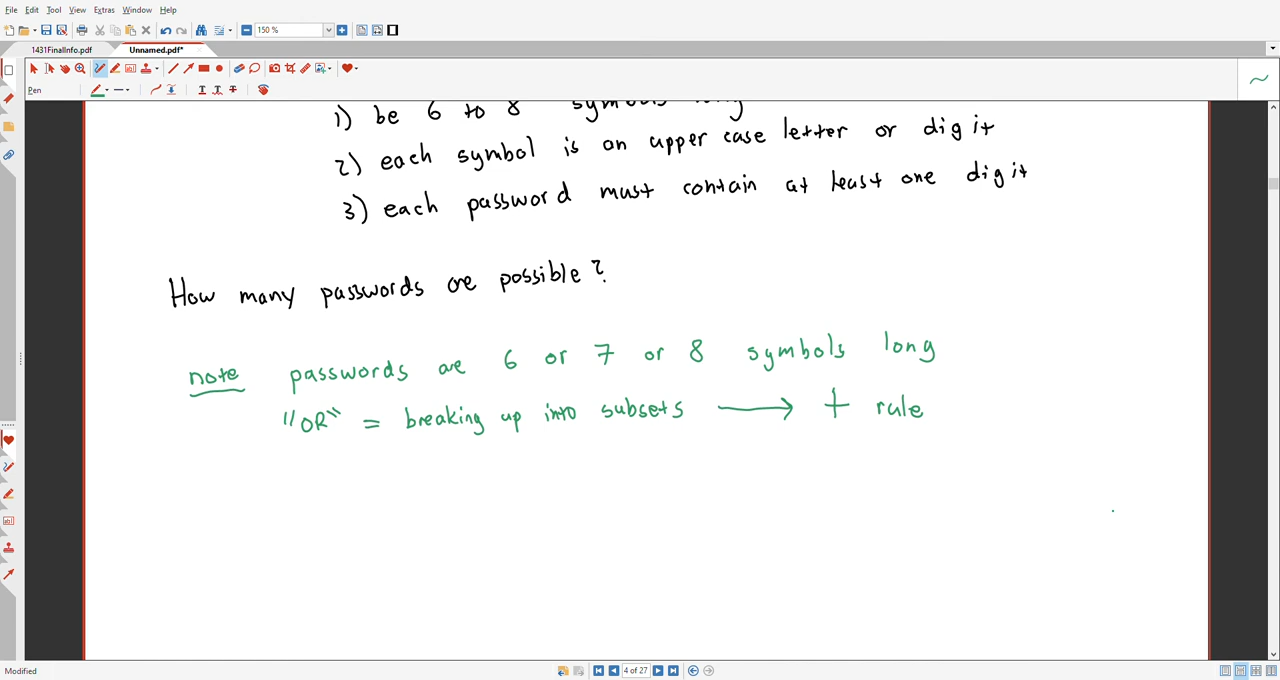 File Edit Tool View Extras Window Help
150 %
1431FinalInfo.pdf Unnamed.pdf*
Pen
1) be 6 to 8 symbols long
2) each symbol is an upper case letter or digit
3) each password must contain at least one digit
How many passwords are possible?
note passwords are 6 or 7 or 8 symbols long
"OR" = breaking up into subsets → + rule
Modified
4 of 27